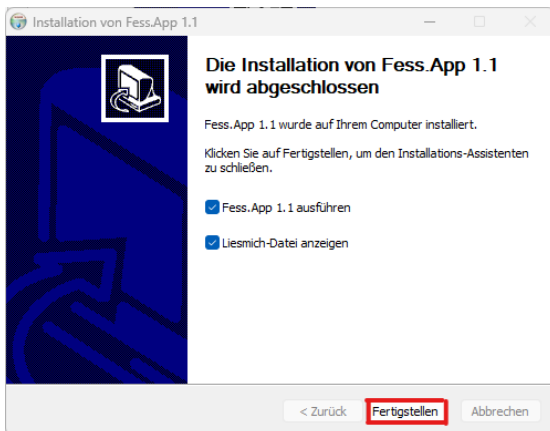 Installation von Fess.App 1.1
Die Installation von Fess.App 1.1
wird abgeschlossen
Fess.App 1.1 wurde auf Ihrem Computer installiert.
Klicken Sie auf Fertigstellen, um den Installations-Assistenten
zu schließen.
Fess.App 1.1 ausführen
Liesmich-Datei anzeigen
< Zurück Fertigstellen Abbrechen